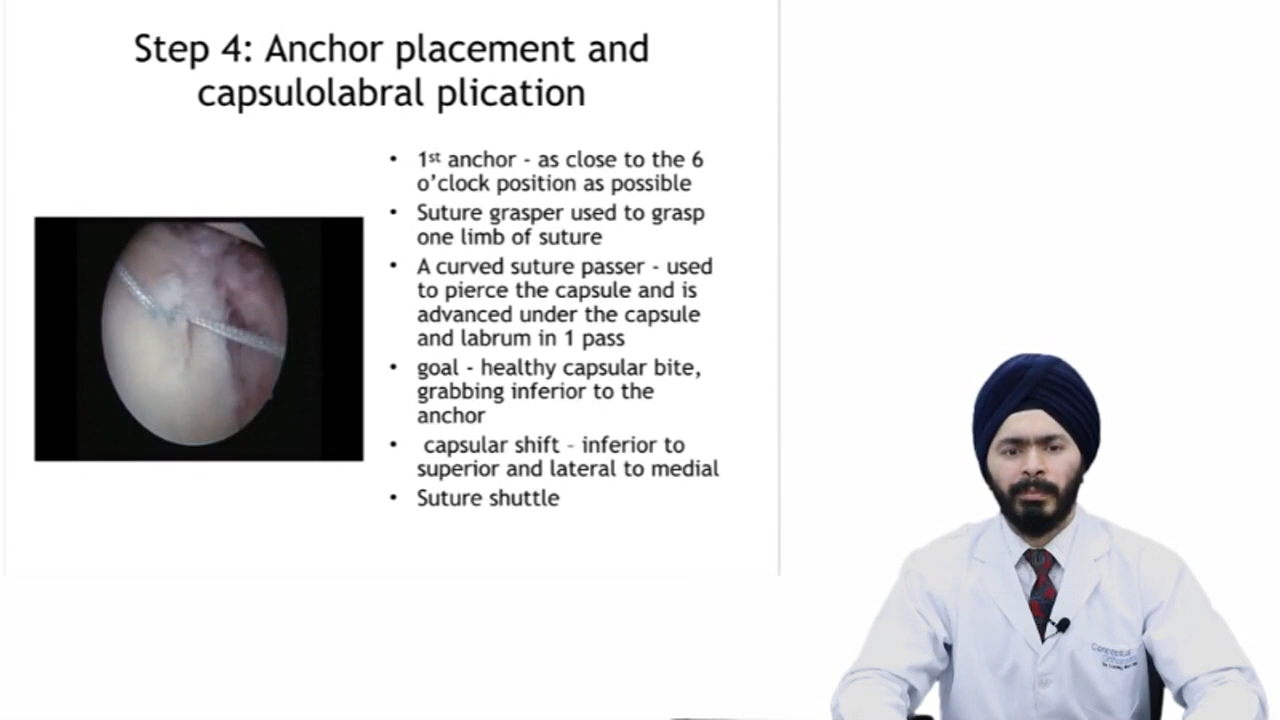 Step 4: Anchor placement and
capsulolabral plication
• 1st anchor - as close to the 6
o'clock position as possible
• Suture grasper used to grasp
one limb of suture
• A curved suture passer - used
to pierce the capsule and is
advanced under the capsule
and labrum in 1 pass
• goal - healthy capsular bite,
grabbing inferior to the
anchor
• capsular shift – inferior to
superior and lateral to medial
• Suture shuttle
Conceptual
Orthopedics